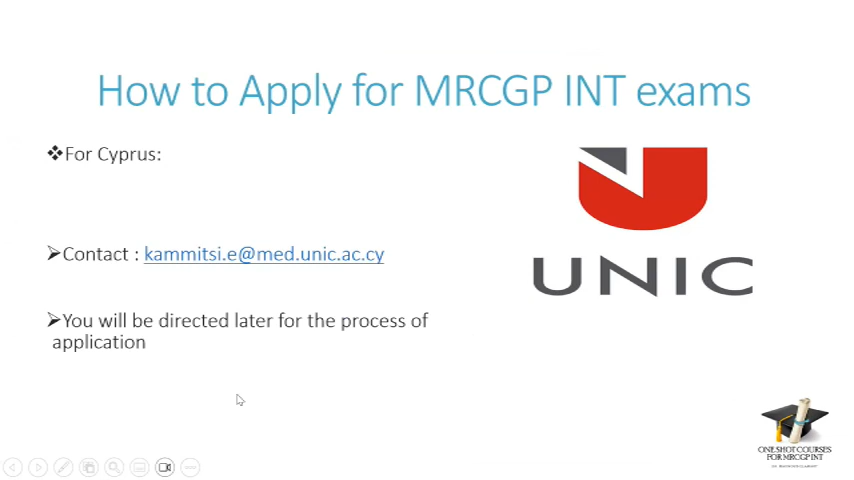 How to Apply for MRCGP INT exams
❖For Cyprus:
➢Contact : kammitsi.e@med.unic.ac.cy
➢You will be directed later for the process of
application
UNIC
ONE SHOT COURSES
FOR MRCGP INT